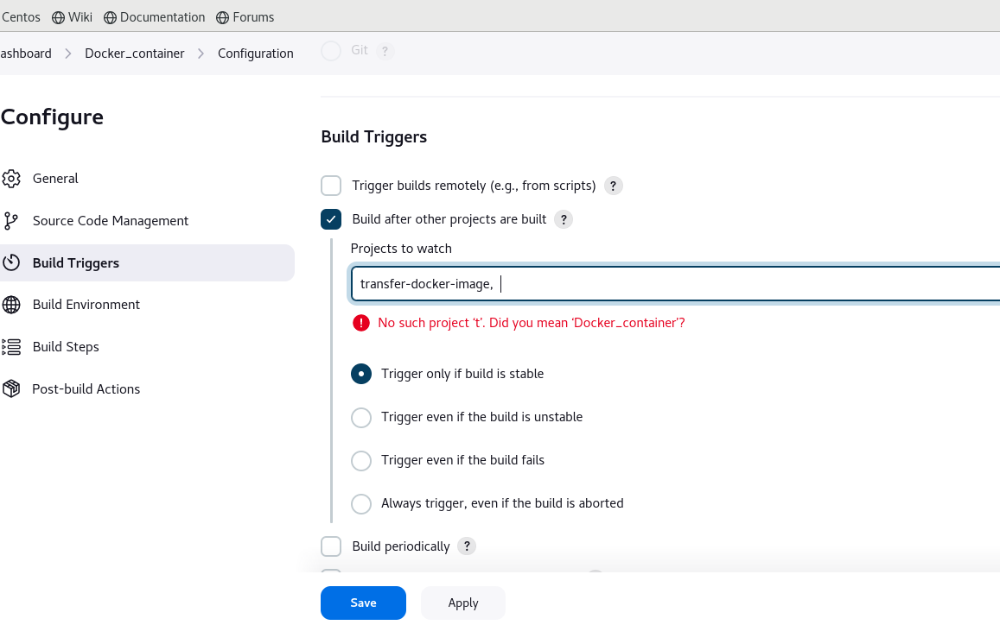 Centos Wiki Documentation Forums
ashboard Docker_container Configuration
Git ?
Configure
General
Source Code Management
Build Triggers
Build Environment
Build Steps
Post-build Actions
Build Triggers
Trigger builds remotely (e.g., from scripts) ?
Build after other projects are built ?
Projects to watch
transfer-docker-image,
No such project ‘t’. Did you mean ‘Docker_container’?
Trigger only if build is stable
Trigger even if the build is unstable
Trigger even if the build fails
Always trigger, even if the build is aborted
Build periodically ?
Save Apply